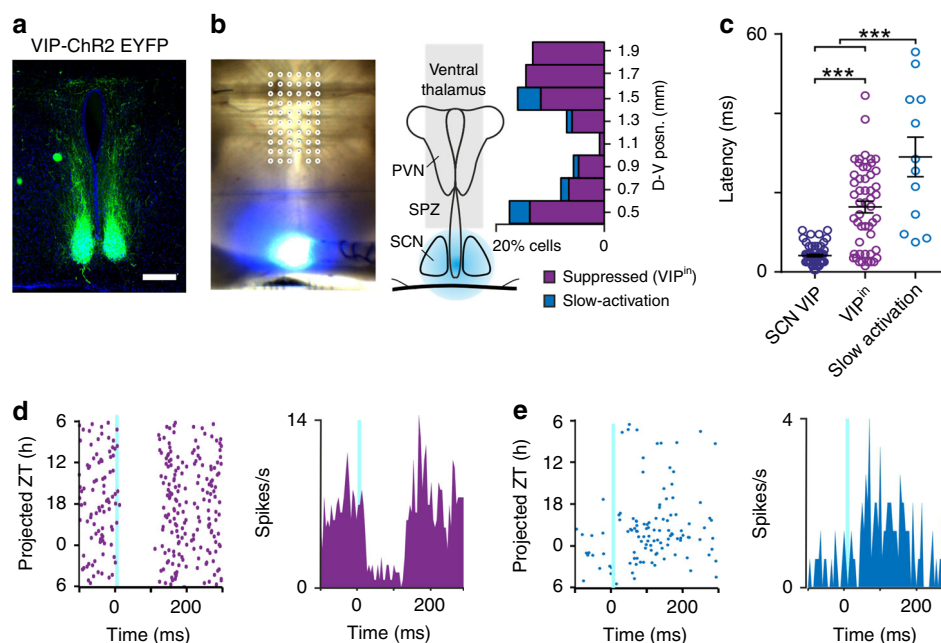 a
VIP-ChR2 EYFP
b
Ventral
thalamus
PVN
SPZ
SCN
1.9
1.7
1.5
1.3
1.1
0.9
0.7
0.5
D-V posn. (mm)
20% cells
0
Suppressed (VIPin)
Slow-activation
c
60
0
Latency (ms)
***
***
SCN VIP
VIPin
Slow activation
d
6
12
18
0
6
Projected ZT (h)
0
200
Time (ms)
14
0
Spikes/s
0
200
Time (ms)
e
6
12
18
0
6
Projected ZT (h)
0
200
Time (ms)
4
0
Spikes/s
0
200
Time (ms)